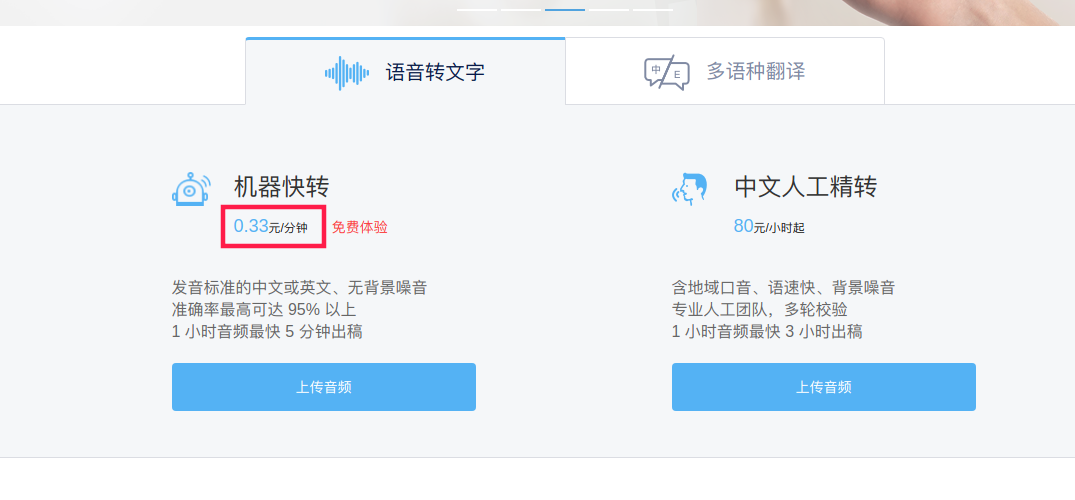 语音转文字
中 E
多语种翻译
机器快转
0.33元/分钟 免费体验
发音标准的中文或英文、无背景噪音
准确率最高可达 95% 以上
1 小时音频最快 5 分钟出稿
上传音频
中文人工精转
80元/小时起
含地域口音、语速快、背景噪音
专业人工团队，多轮校验
1 小时音频最快 3 小时出稿
上传音频